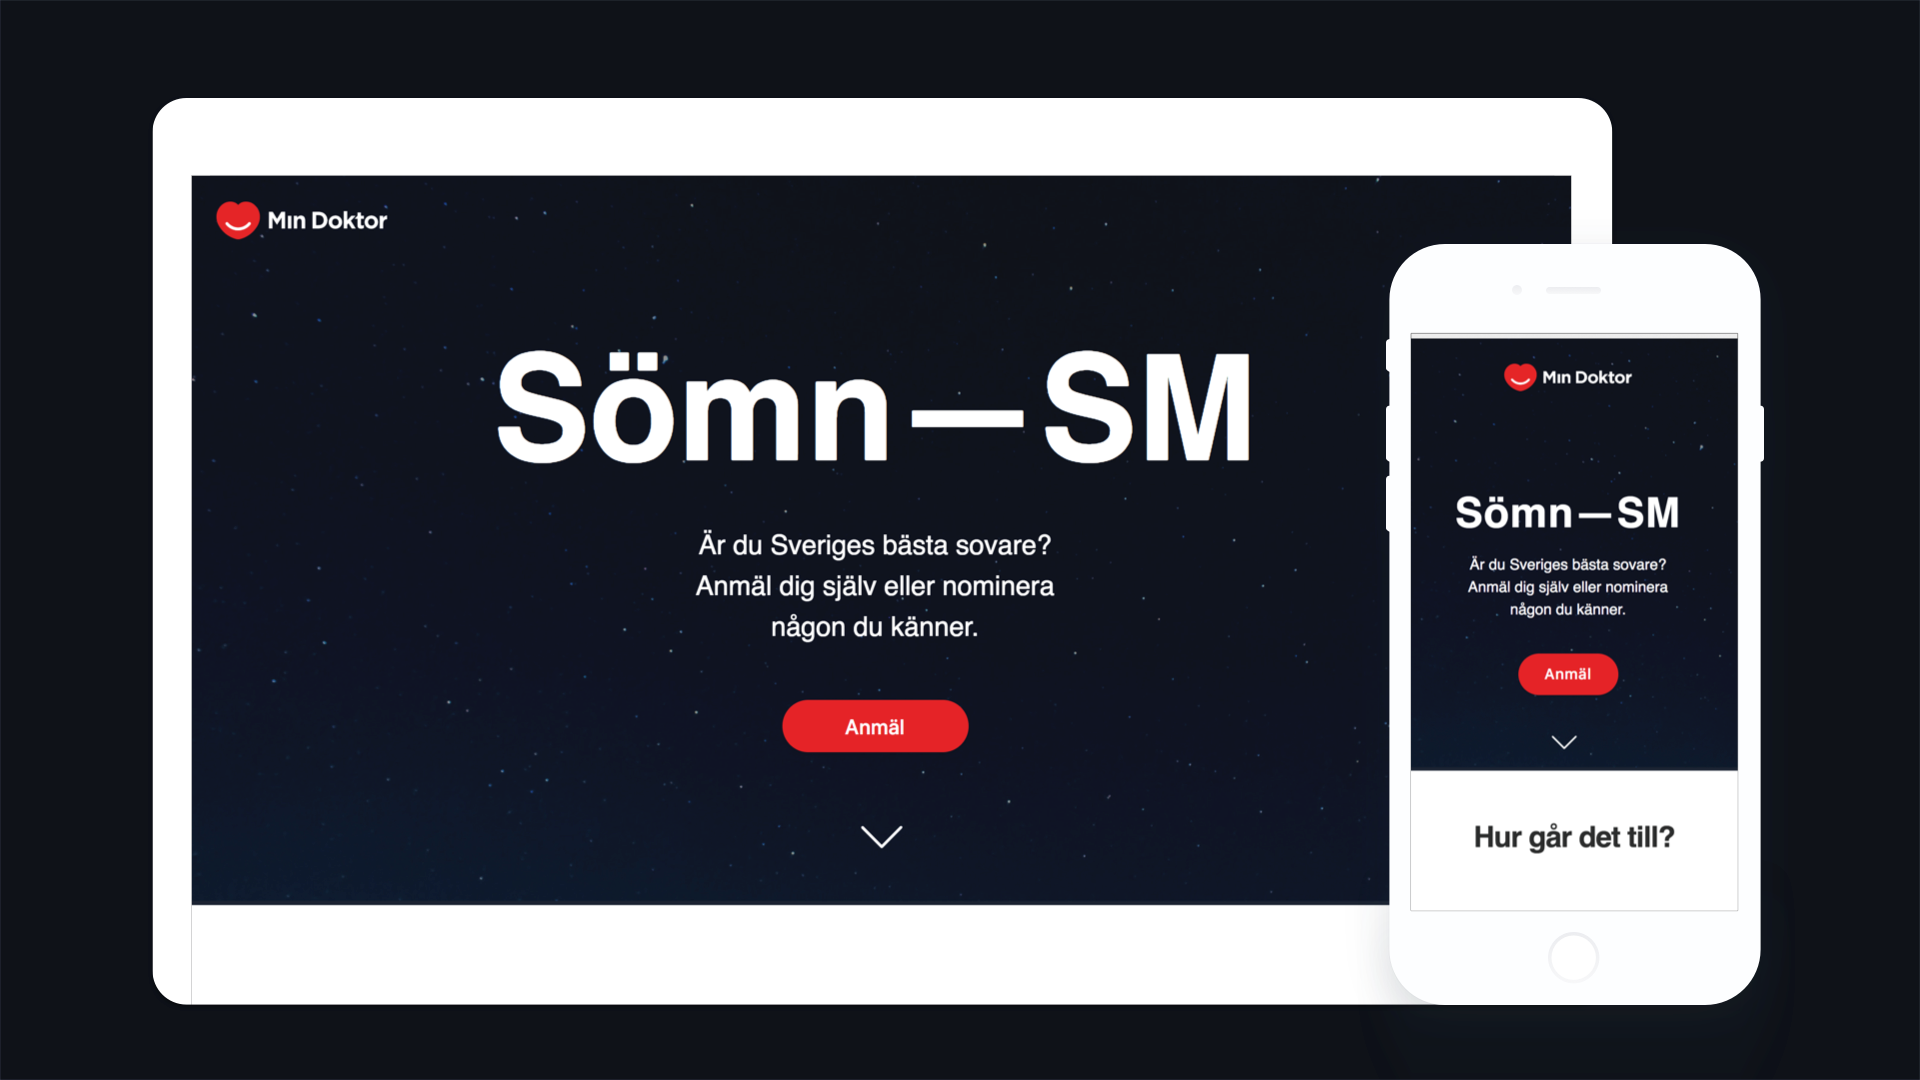 Min Doktor
Sömn—SM
Är du Sveriges bästa sovare?
Anmäl dig själv eller nominera
någon du känner.
Anmäl
Min Doktor
Sömn—SM
Är du Sveriges bästa sovare?
Anmäl dig själv eller nominera
någon du känner.
Anmäl
Hur går det till?